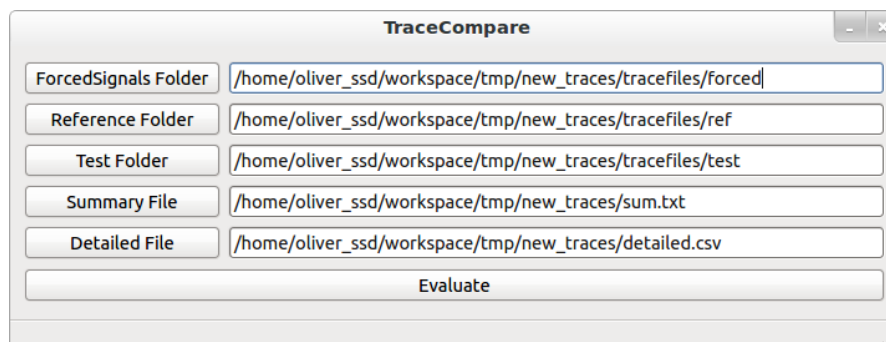 TraceCompare
ForcedSignals Folder /home/oliver_ssd/workspace/tmp/new_traces/tracefiles/forced
Reference Folder /home/oliver_ssd/workspace/tmp/new_traces/tracefiles/ref
Test Folder /home/oliver_ssd/workspace/tmp/new_traces/tracefiles/test
Summary File /home/oliver_ssd/workspace/tmp/new_traces/sum.txt
Detailed File /home/oliver_ssd/workspace/tmp/new_traces/detailed.csv
Evaluate